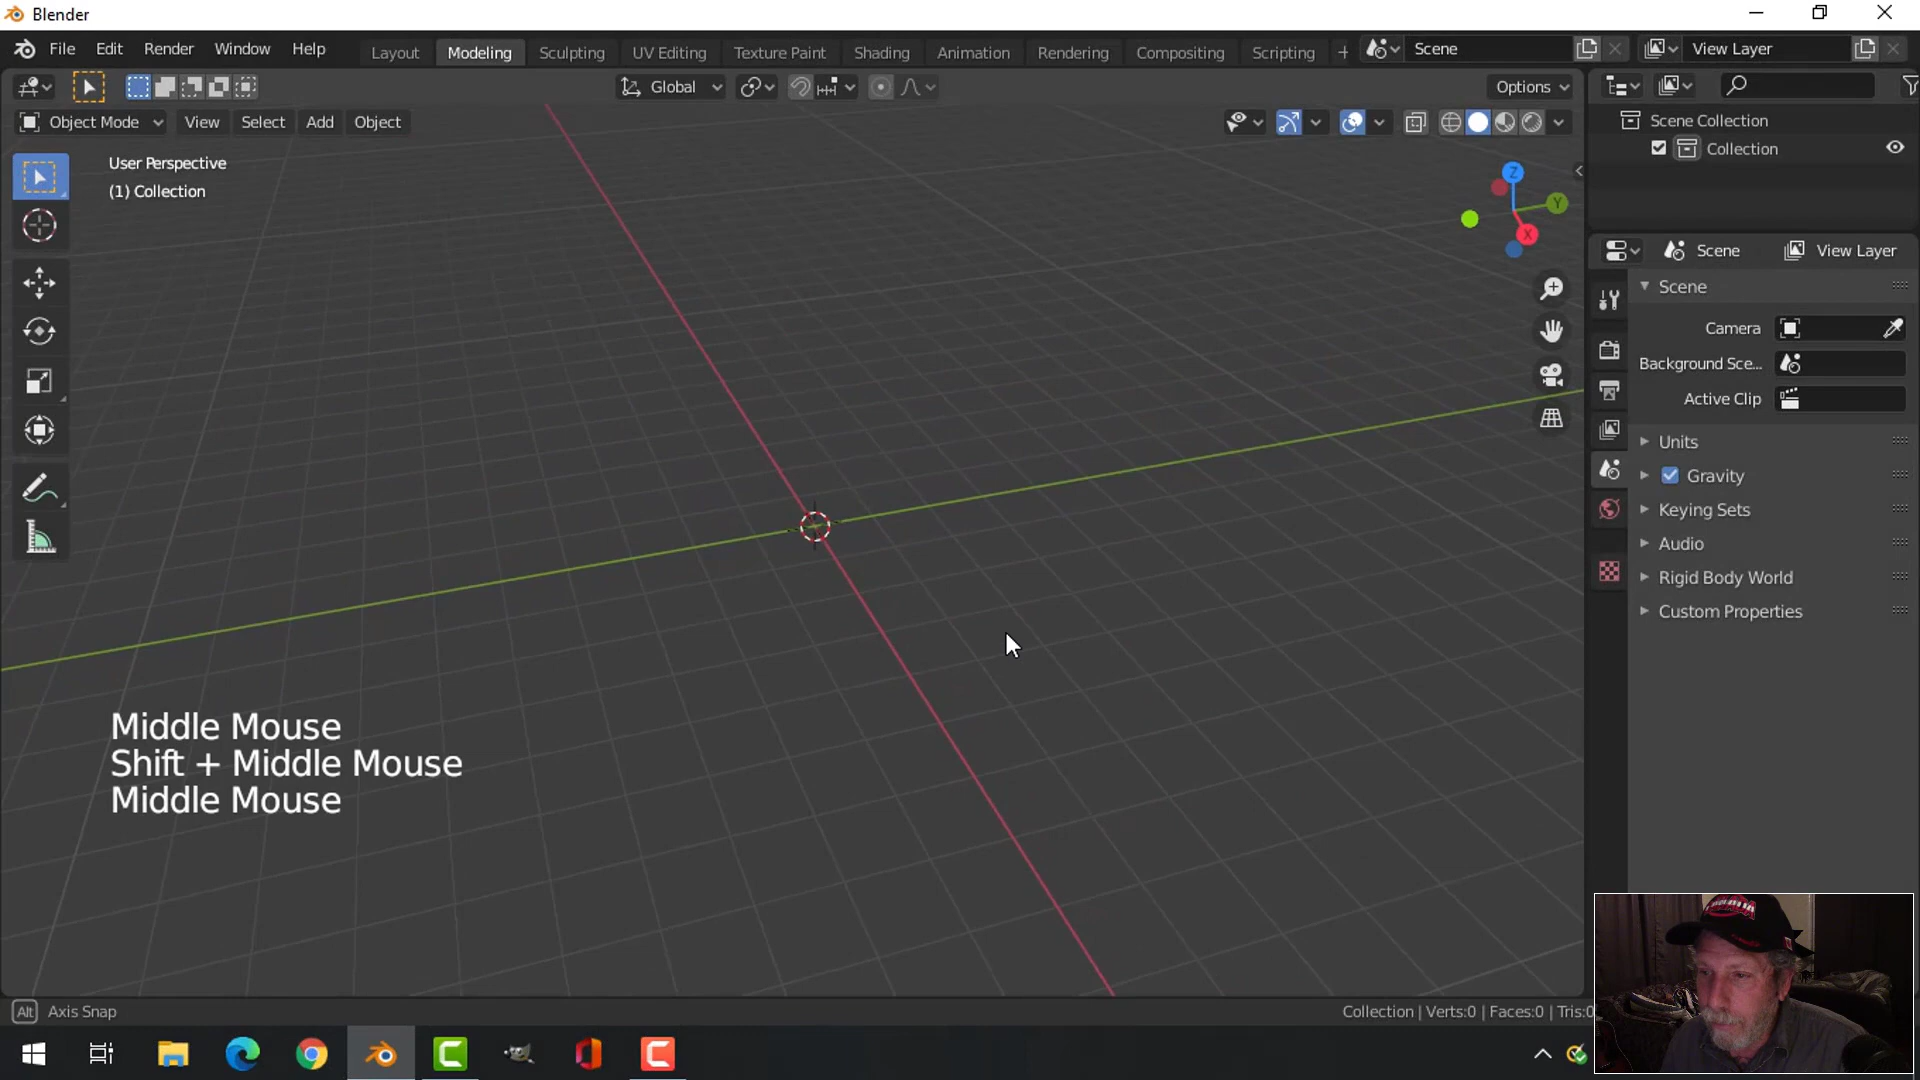 Blender
File Edit Render Window Help
Layout Modeling Sculpting UV Editing Texture Paint Shading Animation Rendering Compositing Scripting +
Scene
View Layer
Global
Options
Object Mode View Select Add Object
User Perspective
(1) Collection
Z
Y
X
Scene Collection
Collection
Scene View Layer
Scene
Camera
Background Sce...
Active Clip
Units
Gravity
Keying Sets
Audio
Rigid Body World
Custom Properties
Middle Mouse
Shift + Middle Mouse
Middle Mouse
Alt Axis Snap
Collection | Verts:0 | Faces:0 | Tris:0